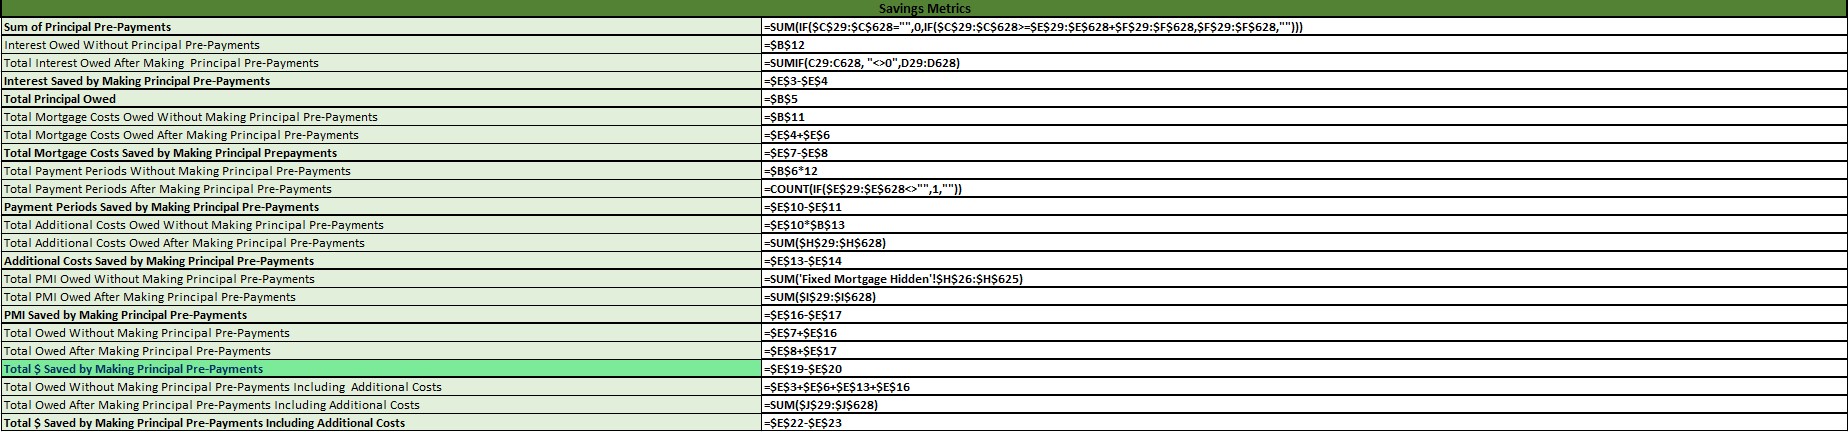 Savings Metrics
Sum of Principal Pre-Payments =SUM(IF($C$29:$C$628="",0,IF($C$29:$C$628>=$E$29:$E$628+$F$29:$F$628,$F$29:$F$628,"")))
Interest Owed Without Principal Pre-Payments =$B$12
Total Interest Owed After Making Principal Pre-Payments =SUMIF(C29:C628, "<>0",D29:D628)
Interest Saved by Making Principal Pre-Payments =$E$3-$E$4
Total Principal Owed =$B$5
Total Mortgage Costs Owed Without Making Principal Pre-Payments =$B$11
Total Mortgage Costs Owed After Making Principal Pre-Payments =$E$4+$E$6
Total Mortgage Costs Saved by Making Principal Prepayments =$E$7-$E$8
Total Payment Periods Without Making Principal Pre-Payments =$B$6*12
Total Payment Periods After Making Principal Pre-Payments =COUNT(IF($E$29:$E$628<>"",1,""))
Payment Periods Saved by Making Principal Pre-Payments =$E$10-$E$11
Total Additional Costs Owed Without Making Principal Pre-Payments =$E$10*$B$13
Total Additional Costs Owed After Making Principal Pre-Payments =SUM($H$29:$H$628)
Additional Costs Saved by Making Principal Pre-Payments =$E$13-$E$14
Total PMI Owed Without Making Principal Pre-Payments =SUM('Fixed Mortgage Hidden'!$H$26:$H$625)
Total PMI Owed After Making Principal Pre-Payments =SUM($I$29:$I$628)
PMI Saved by Making Principal Pre-Payments =$E$16-$E$17
Total Owed Without Making Principal Pre-Payments =$E$7+$E$16
Total Owed After Making Principal Pre-Payments =$E$8+$E$17
Total $ Saved by Making Principal Pre-Payments =$E$19-$E$20
Total Owed Without Making Principal Pre-Payments Including Additional Costs =$E$3+$E$6+$E$13+$E$16
Total Owed After Making Principal Pre-Payments Including Additional Costs =SUM($J$29:$J$628)
Total $ Saved by Making Principal Pre-Payments Including Additional Costs =$E$22-$E$23